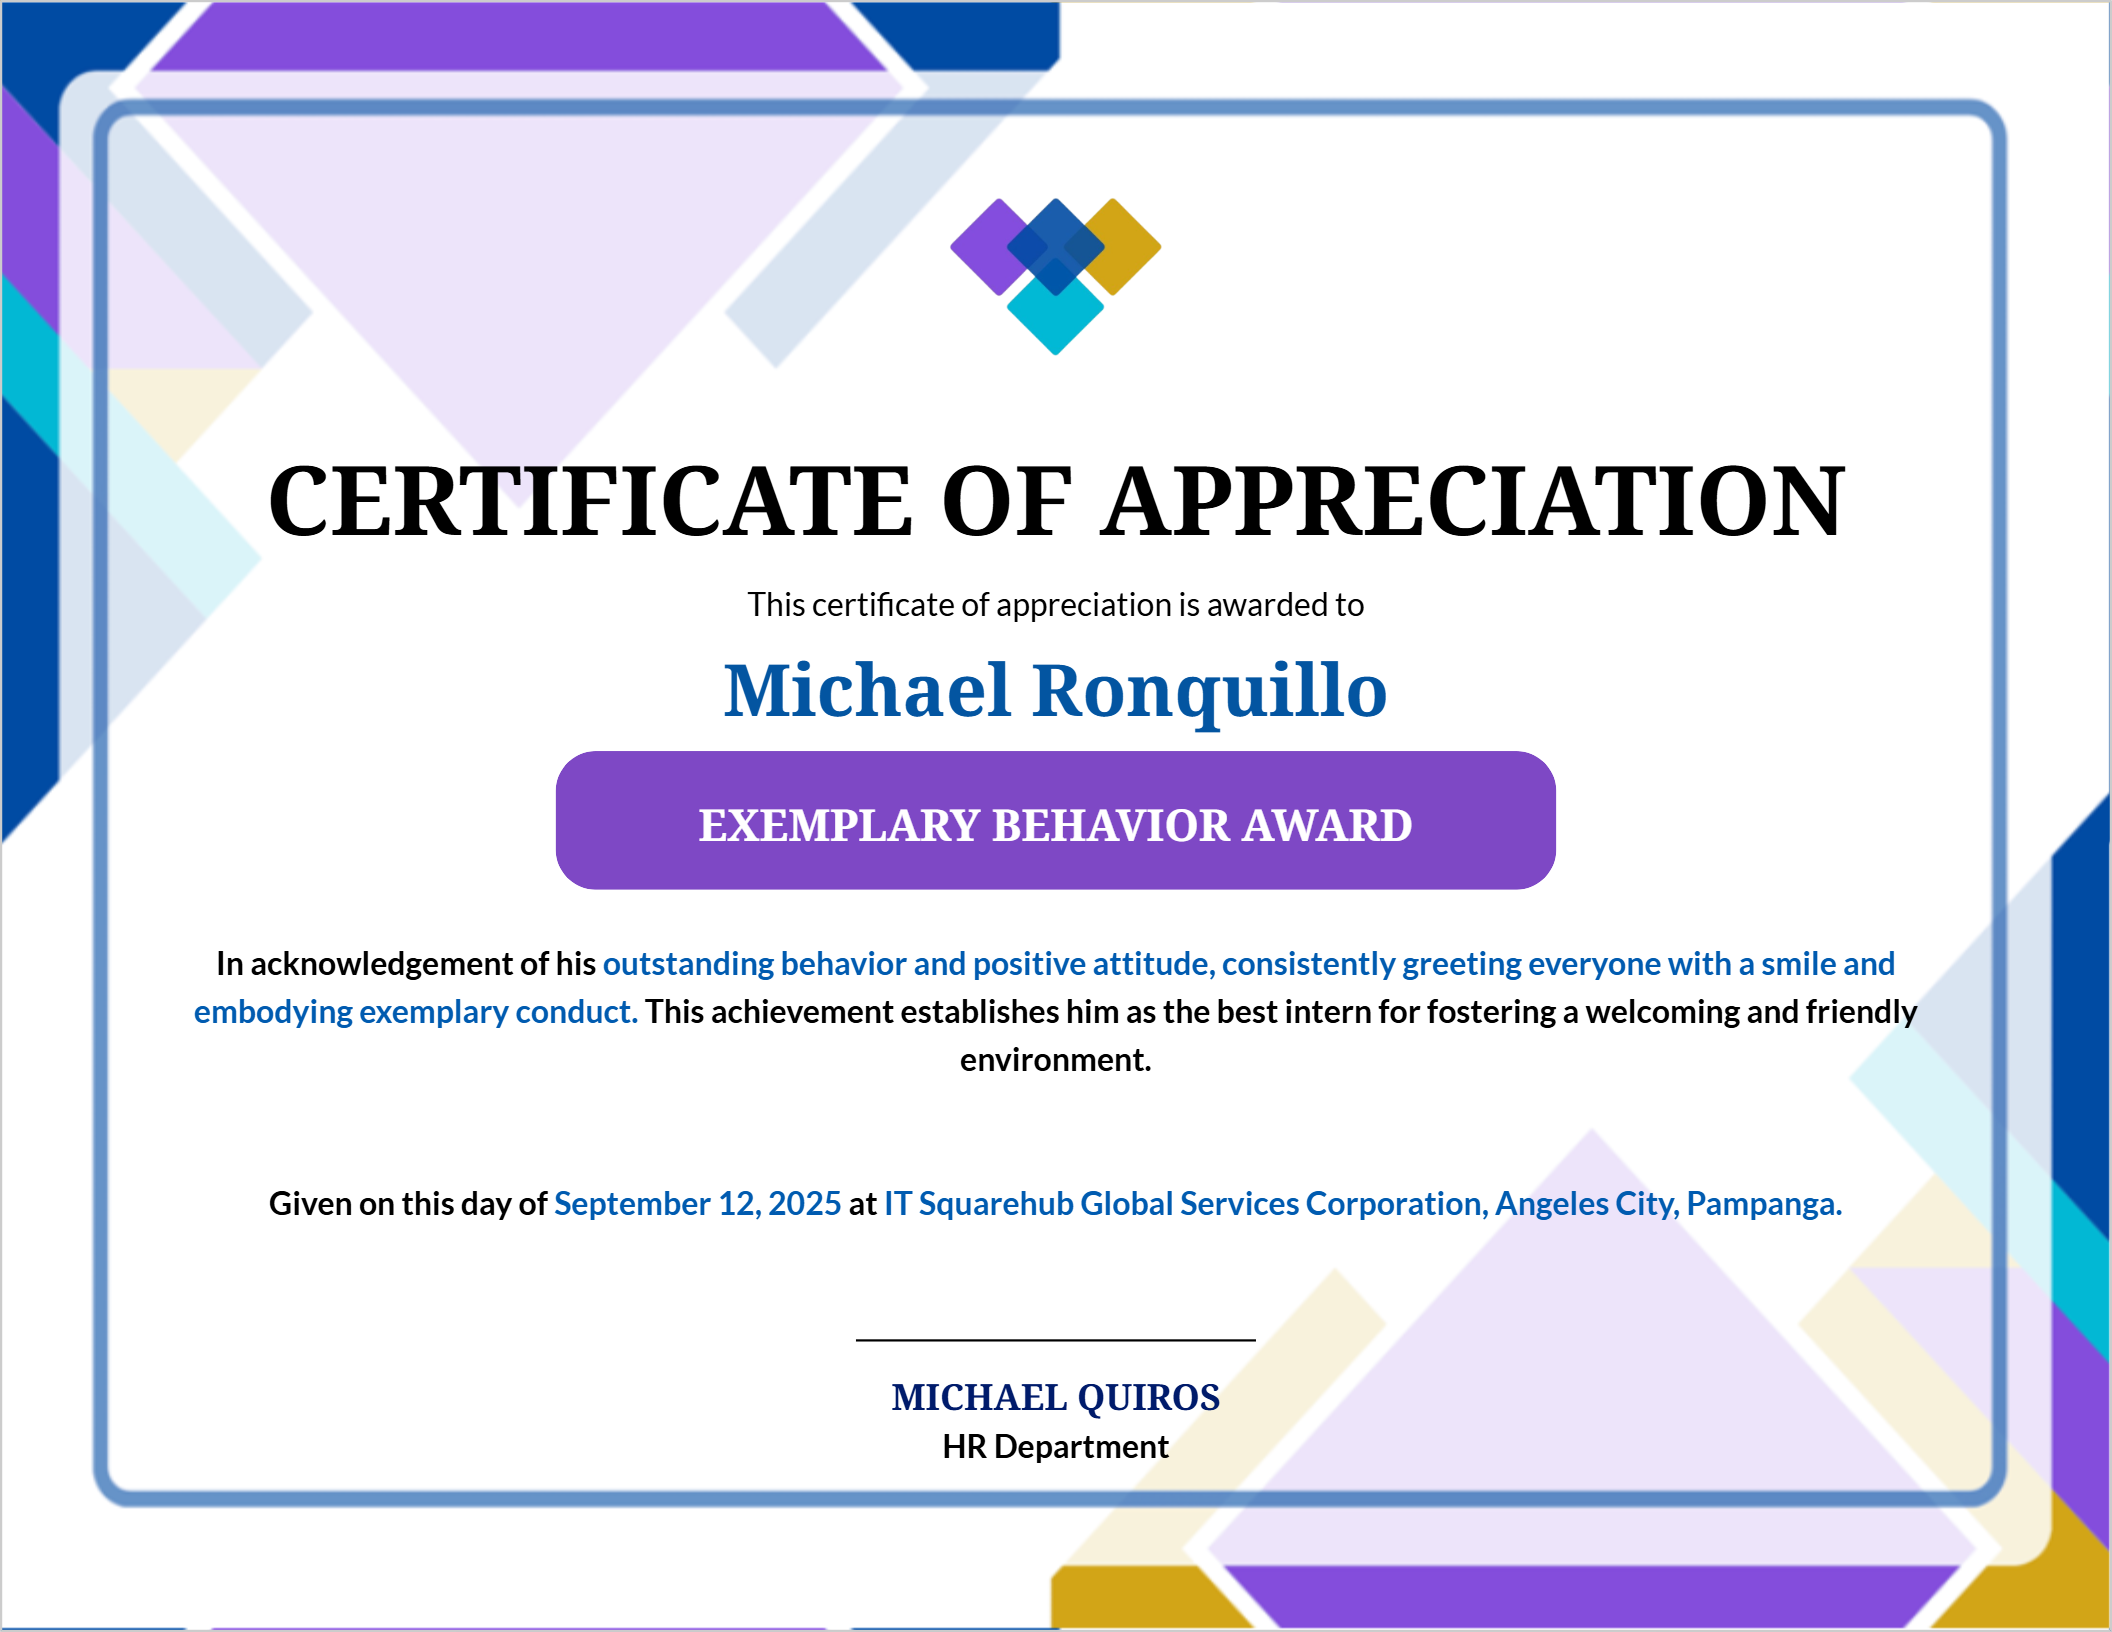 CERTIFICATE OF APPRECIATION
This certificate of appreciation is awarded to
Michael Ronquillo
EXEMPLARY BEHAVIOR AWARD
In acknowledgement of his outstanding behavior and positive attitude, consistently greeting everyone with a smile and
embodying exemplary conduct. This achievement establishes him as the best intern for fostering a welcoming and friendly
environment.
Given on this day of September 12, 2025 at IT Squarehub Global Services Corporation, Angeles City, Pampanga.
MICHAEL QUIROS
HR Department